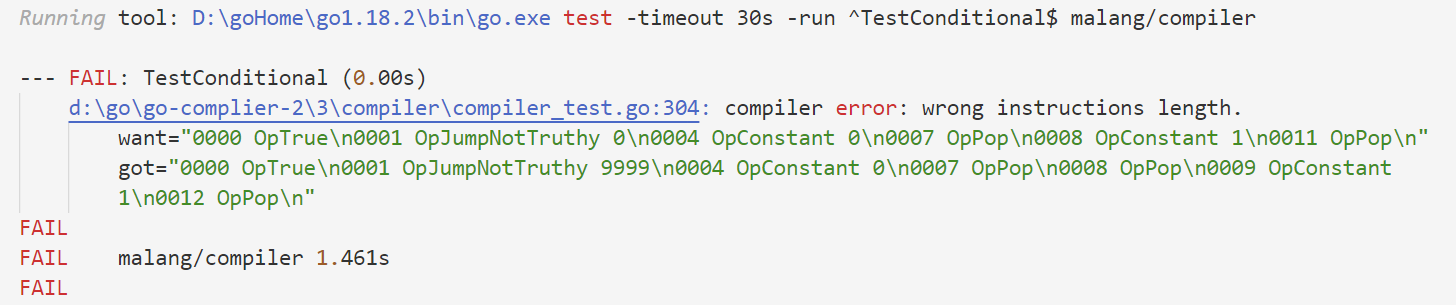 Running tool: D:\goHome\go1.18.2\bin\go.exe test -timeout 30s -run ^TestConditional$ malang/compiler
--- FAIL: TestConditional (0.00s)
d:\go\go-complier-2\3\compiler\compiler_test.go:304: compiler error: wrong instructions length.
want="0000 OpTrue\n0001 OpJumpNotTruthy 0\n0004 OpConstant 0\n0007 OpPop\n0008 OpConstant 1\n0011 OpPop\n"
got="0000 OpTrue\n0001 OpJumpNotTruthy 9999\n0004 OpConstant 0\n0007 OpPop\n0008 OpPop\n0009 OpConstant
1\n0012 OpPop\n"
FAIL
FAIL malang/compiler 1.461s
FAIL